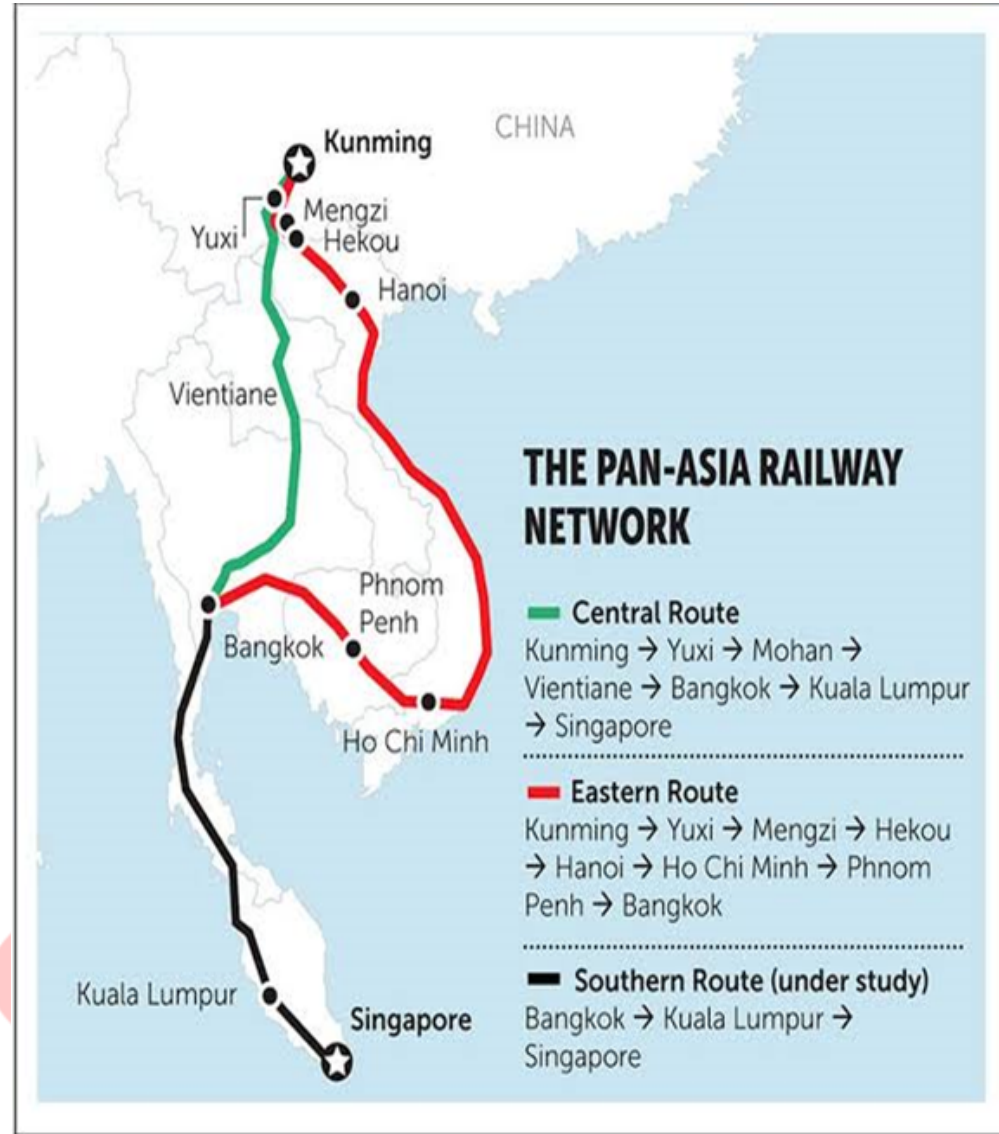 CHINA
Kunming
Mengzi
Yuxi
Hekou
Hanoi
Vientiane
Phnom
Penh
Bangkok
Ho Chi Minh
Kuala Lumpur
Singapore
THE PAN-ASIA RAILWAY
NETWORK
Central Route
Kunming → Yuxi → Mohan →
Vientiane → Bangkok → Kuala Lumpur
→ Singapore
Eastern Route
Kunming → Yuxi → Mengzi → Hekou
→ Hanoi → Ho Chi Minh → Phnom
Penh → Bangkok
Southern Route (under study)
Bangkok → Kuala Lumpur →
Singapore